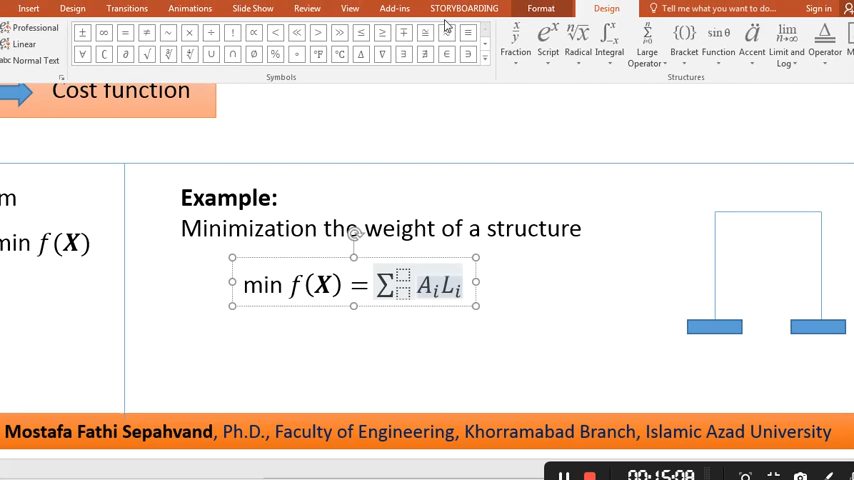 Insert Design Transitions Animations Slide Show Review View Add-ins STORYBOARDING Format Design Tell me what you want to do... Sign in
Professional
Linear
abc Normal Text
± ∞ = ≠ ~ × ÷ ! ∝ < ≪ > ≫ ≤ ≥ ∓ ≅ ≡
∀ ∁ ∂ √ ∛ ∜ ∪ ∩ ∅ % ° °F °C ∆ ∇ ∃ ∄ ∈ ∋
Fraction Script Radical Integral Large Operator Bracket Function Accent Limit and Log Operator
Symbols Structures
Cost function
m
Example:
Minimization the weight of a structure
min f(X)
min f(X) = ∑ AᵢLᵢ
Mostafa Fathi Sepahvand, Ph.D., Faculty of Engineering, Khorramabad Branch, Islamic Azad University
00:15:08